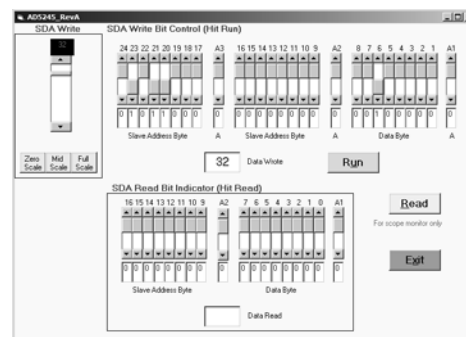 AD5245_RevA
SDA Write
SDA Write Bit Control (Hit Run)
32
24 23 22 21 20 19 18 17 A3 16 15 14 13 12 11 10 9 A2 8 7 6 5 4 3 2 1 A1
0 1 0 1 1 0 0 0 0 0 0 0 0 0 0 0 0 0 0 0 1 0 0 0 0 0 0
Slave Address Byte A Slave Address Byte A Data Byte A
Zero Scale
Mid Scale
Full Scale
32 Data Wrote Run
SDA Read Bit Indicator (Hit Read)
16 15 14 13 12 11 10 9 A2 7 6 5 4 3 2 1 0 A1
0 0 0 0 0 0 0 0 0 0 0 0 0 0 0 0 0 0
Slave Address Byte Data Byte
Data Read
Read
For scope monitor only
Exit